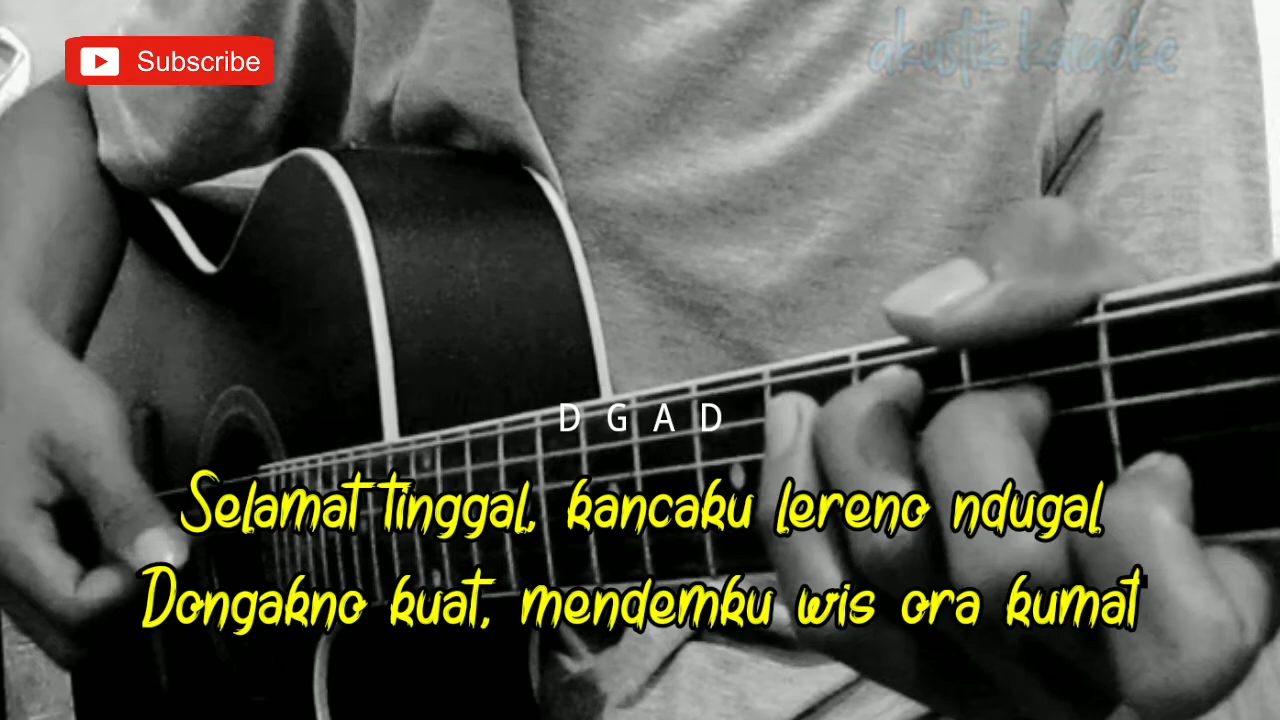 Subscribe
akustik karaoke
D G A D
Selamat tinggal, kancaku lereno ndugal
Dongakno kuat, mendemku wis ora kumat